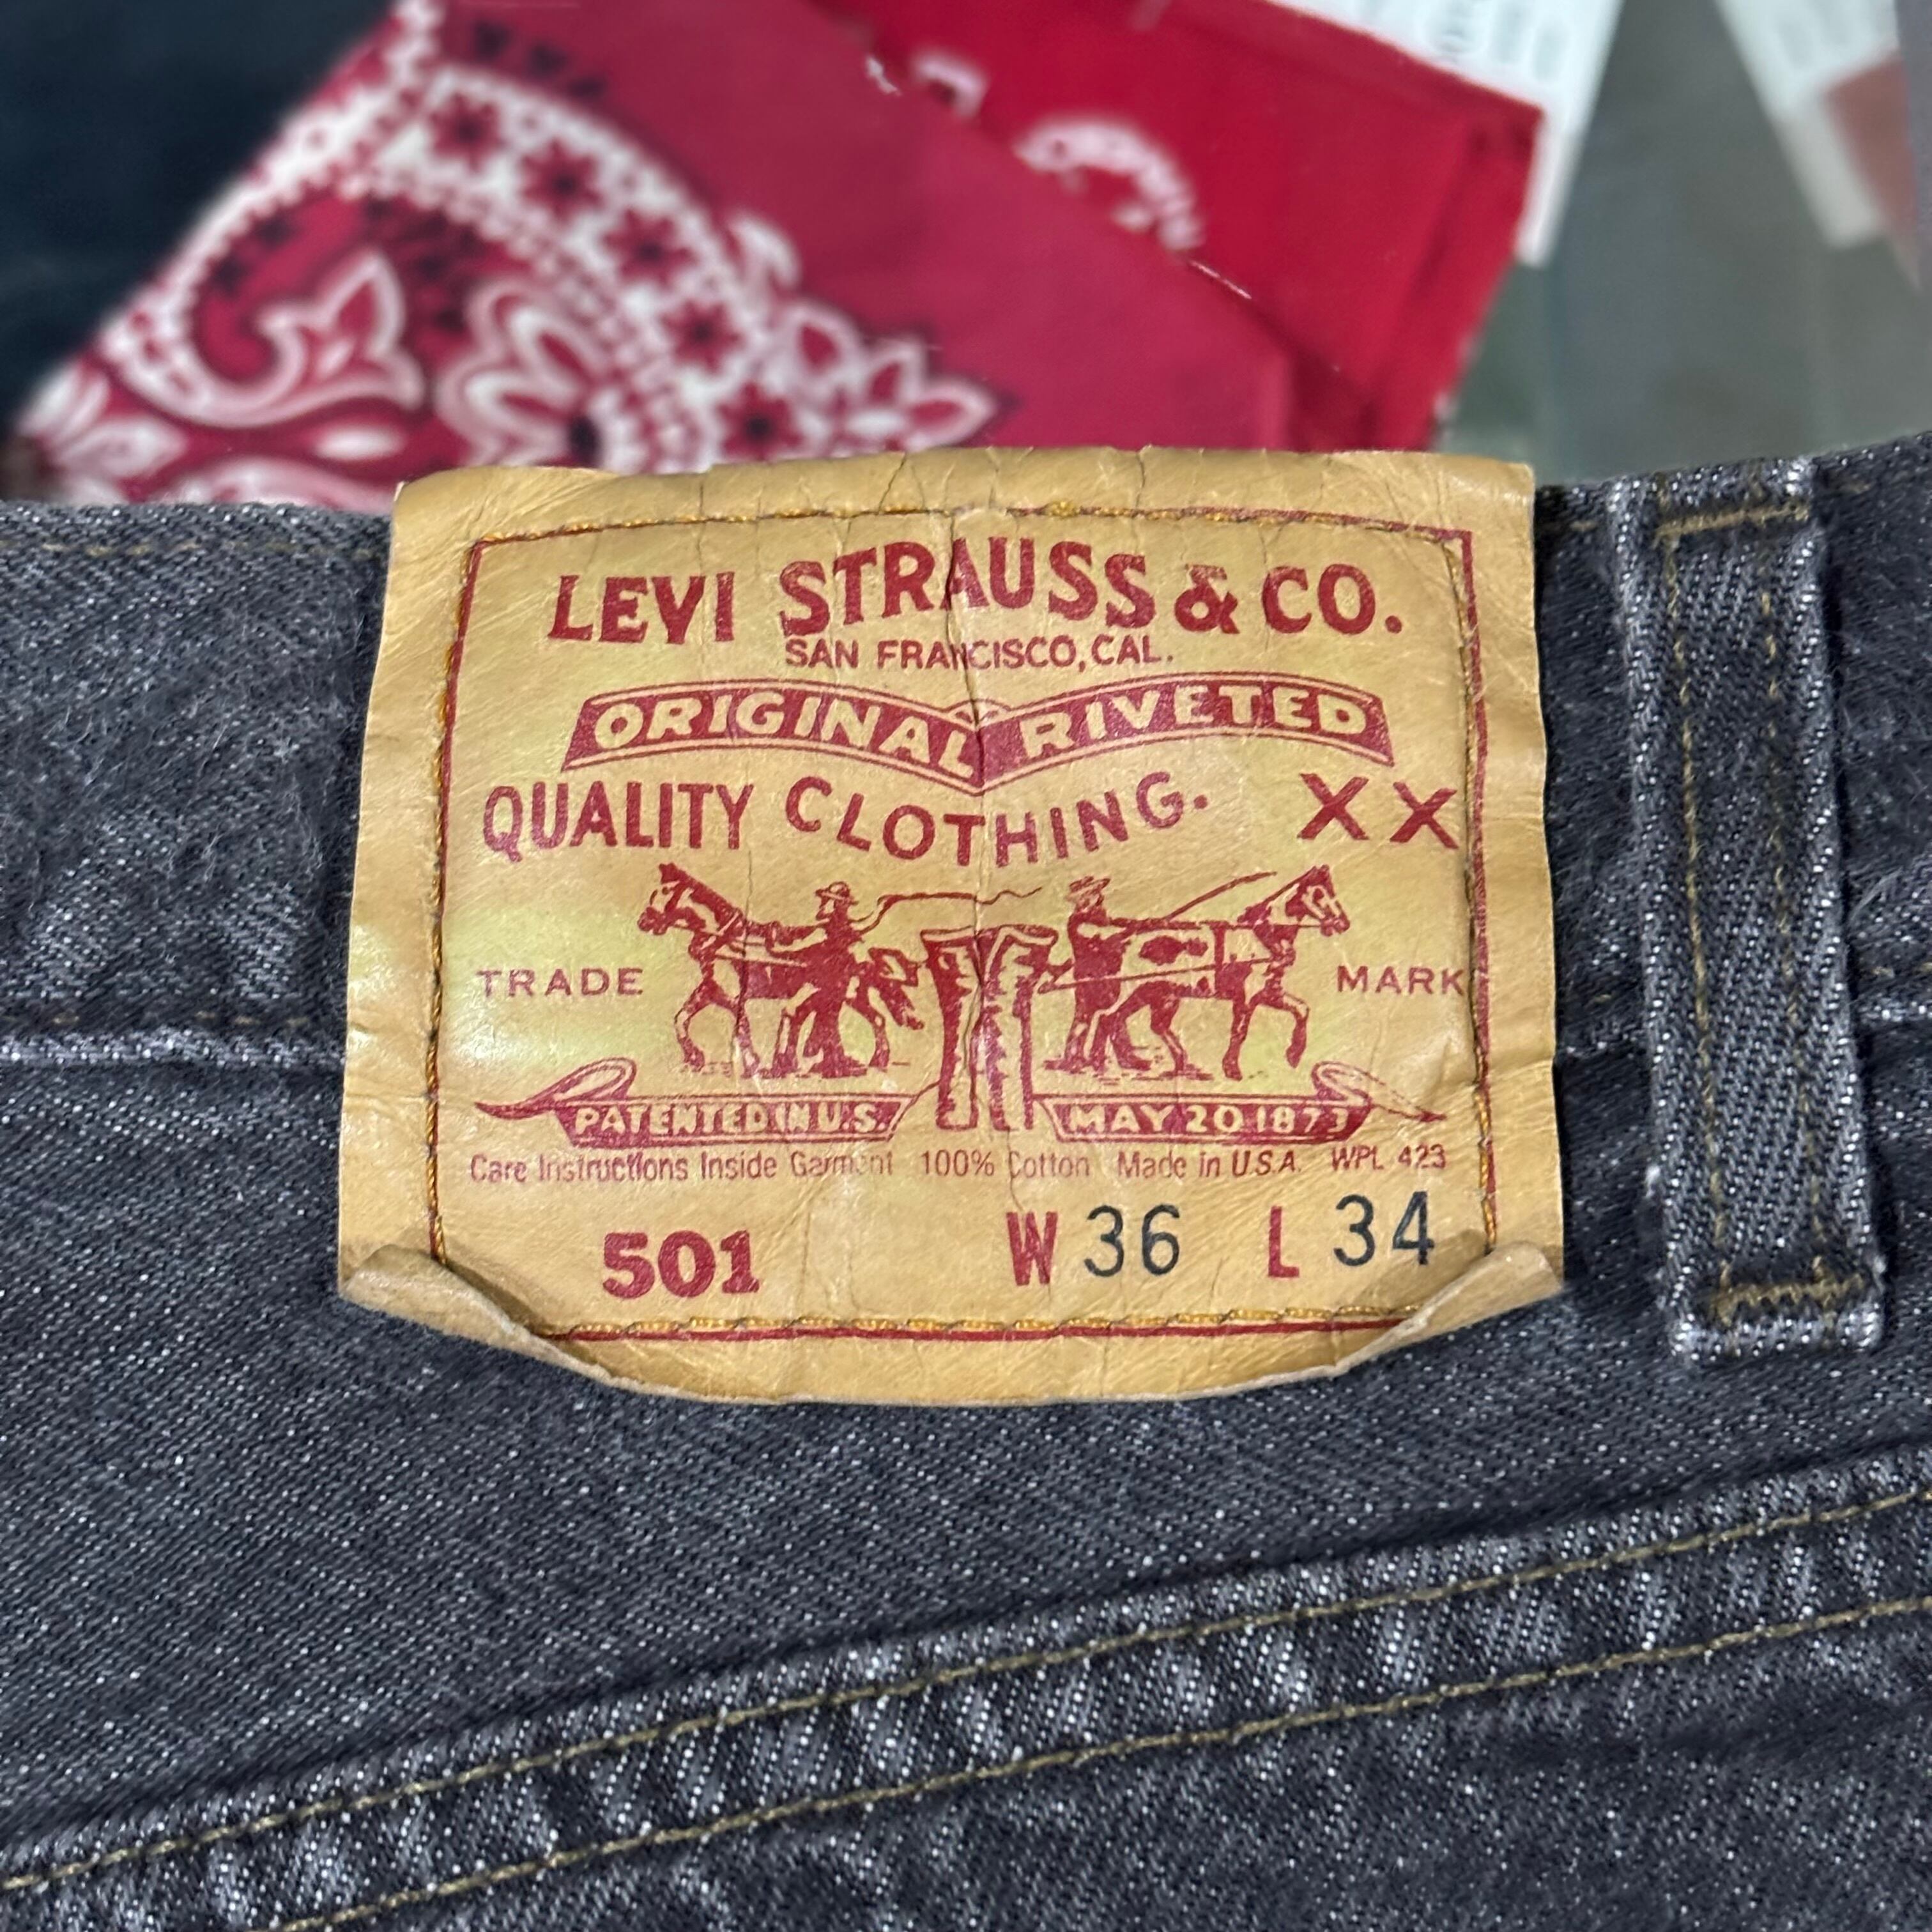 LEVI STRAUSS & CO.
SAN FRANCISCO, CAL.
ORIGINAL RIVETED
QUALITY CLOTHING. XX
TRADE MARK
PATENTED IN U.S. MAY 20 1873
Care Instructions Inside Garment 100% Cotton Made in U.S.A. WPL 423
501 W 36 L 34